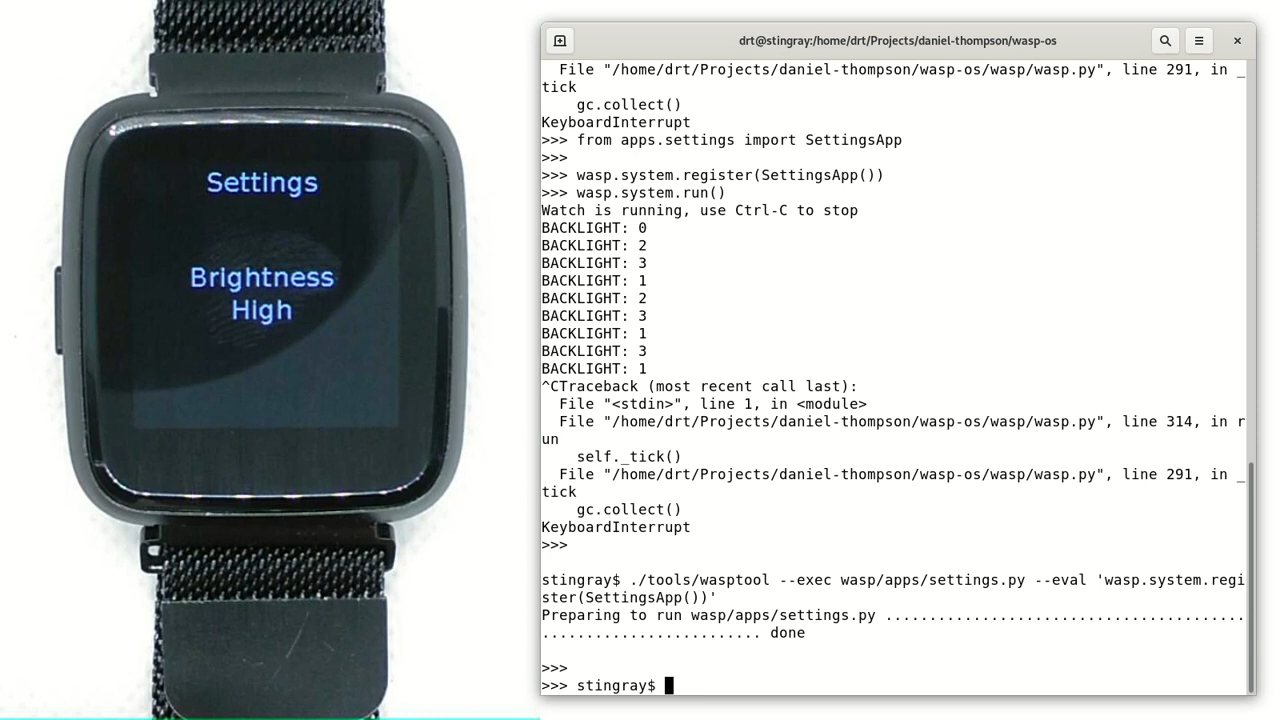 Settings
Brightness
High
drt@stingray:/home/drt/Projects/daniel-thompson/wasp-os
  File "/home/drt/Projects/daniel-thompson/wasp-os/wasp/wasp.py", line 291, in _
tick
    gc.collect()
KeyboardInterrupt
>>> from apps.settings import SettingsApp
>>>
>>> wasp.system.register(SettingsApp())
>>> wasp.system.run()
Watch is running, use Ctrl-C to stop
BACKLIGHT: 0
BACKLIGHT: 2
BACKLIGHT: 3
BACKLIGHT: 1
BACKLIGHT: 2
BACKLIGHT: 3
BACKLIGHT: 1
BACKLIGHT: 3
BACKLIGHT: 1
^CTraceback (most recent call last):
  File "<stdin>", line 1, in <module>
  File "/home/drt/Projects/daniel-thompson/wasp-os/wasp/wasp.py", line 314, in r
un
    self._tick()
  File "/home/drt/Projects/daniel-thompson/wasp-os/wasp/wasp.py", line 291, in _
tick
    gc.collect()
KeyboardInterrupt
>>>
stingray$ ./tools/wasptool --exec wasp/apps/settings.py --eval 'wasp.system.regi
ster(SettingsApp())'
Preparing to run wasp/apps/settings.py .........................................
......................... done
>>>
>>> stingray$